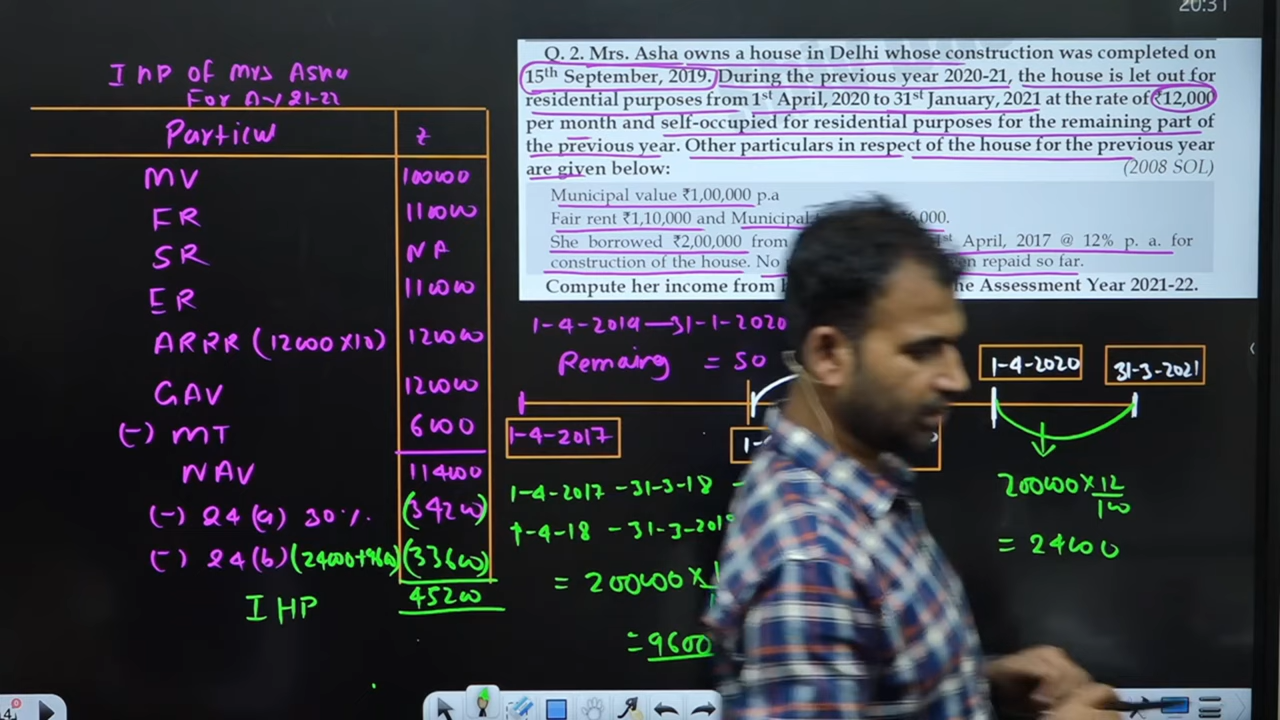 20:31
I HP of Mrs Asha
For A-y 21-22
Particul ₹
MV 100000
FR 110000
SR NA
ER 110000
ARRR (12000×10) 120000
GAV 120000
(-) MT 6000
NAV 114000
(-) 24(a) 30%. (34200)
(-) 24(b) (24000+9600) (33600)
I HP 45200
Q. 2. Mrs. Asha owns a house in Delhi whose construction was completed on
15th September, 2019. During the previous year 2020-21, the house is let out for
residential purposes from 1st April, 2020 to 31st January, 2021 at the rate of ₹12,000
per month and self-occupied for residential purposes for the remaining part of
the previous year. Other particulars in respect of the house for the previous year
are given below: (2008 SOL)
Municipal value ₹1,00,000 p.a
Fair rent ₹1,10,000 and Municipal 6,000.
She borrowed ₹2,00,000 from 1st April, 2017 @ 12% p. a. for
construction of the house. No repaid so far.
Compute her income from the Assessment Year 2021-22.
1-4-2019—31-1-2020
Remaing = SO
1-4-2020 31-3-2021
1-4-2017
1-4-2017 -31-3-18
1-4-18 -31-3-2019
= 200000×
= 9600
200000×12/100
= 24000